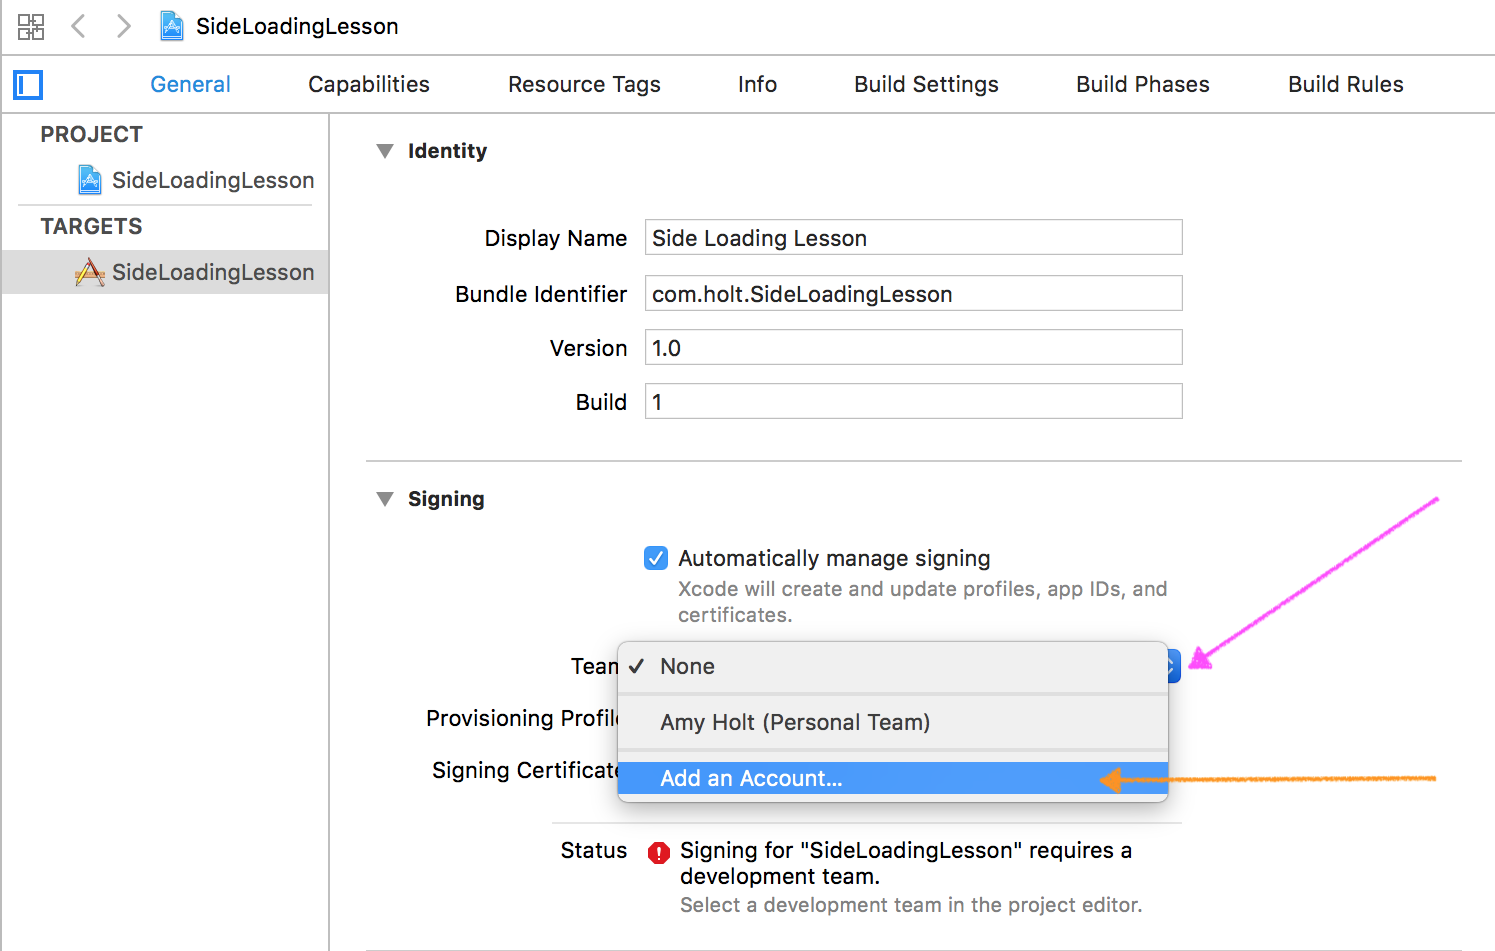 SideLoadingLesson
General Capabilities Resource Tags Info Build Settings Build Phases Build Rules
PROJECT
SideLoadingLesson
TARGETS
SideLoadingLesson
Identity
Display Name Side Loading Lesson
Bundle Identifier com.holt.SideLoadingLesson
Version 1.0
Build 1
Signing
Automatically manage signing
Xcode will create and update profiles, app IDs, and
certificates.
Team ✓ None
Provisioning Profile
Amy Holt (Personal Team)
Signing Certificate
Add an Account...
Status Signing for "SideLoadingLesson" requires a
development team.
Select a development team in the project editor.